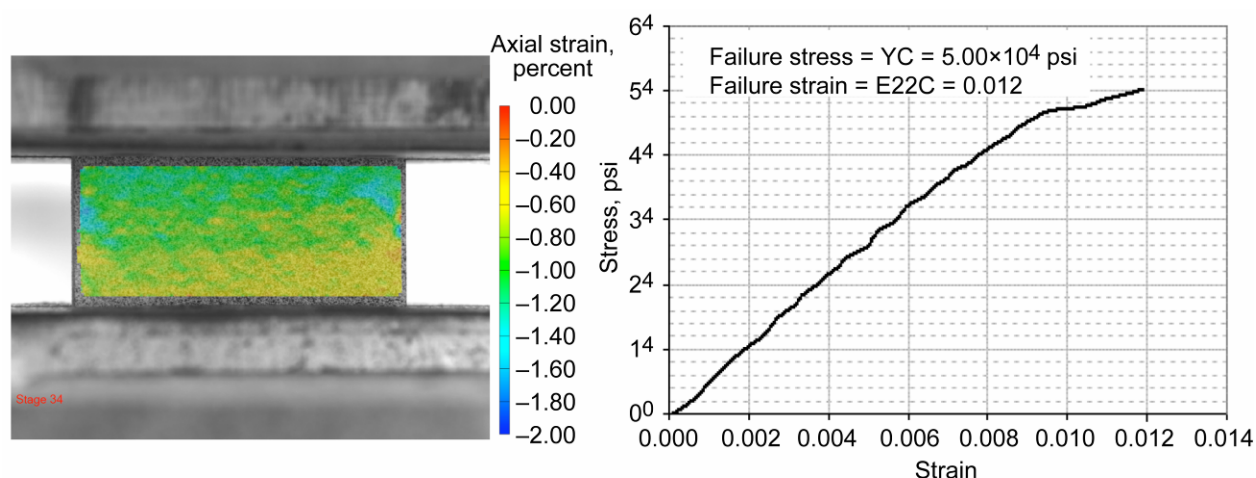 Axial strain,
percent
0.00
–0.20
–0.40
–0.60
–0.80
–1.00
–1.20
–1.40
–1.60
–1.80
–2.00
Stage 34
Failure stress = YC = 5.00×10⁴ psi
Failure strain = E22C = 0.012
Stress, psi
64
54
44
34
24
14
00
0.000 0.002 0.004 0.006 0.008 0.010 0.012 0.014
Strain